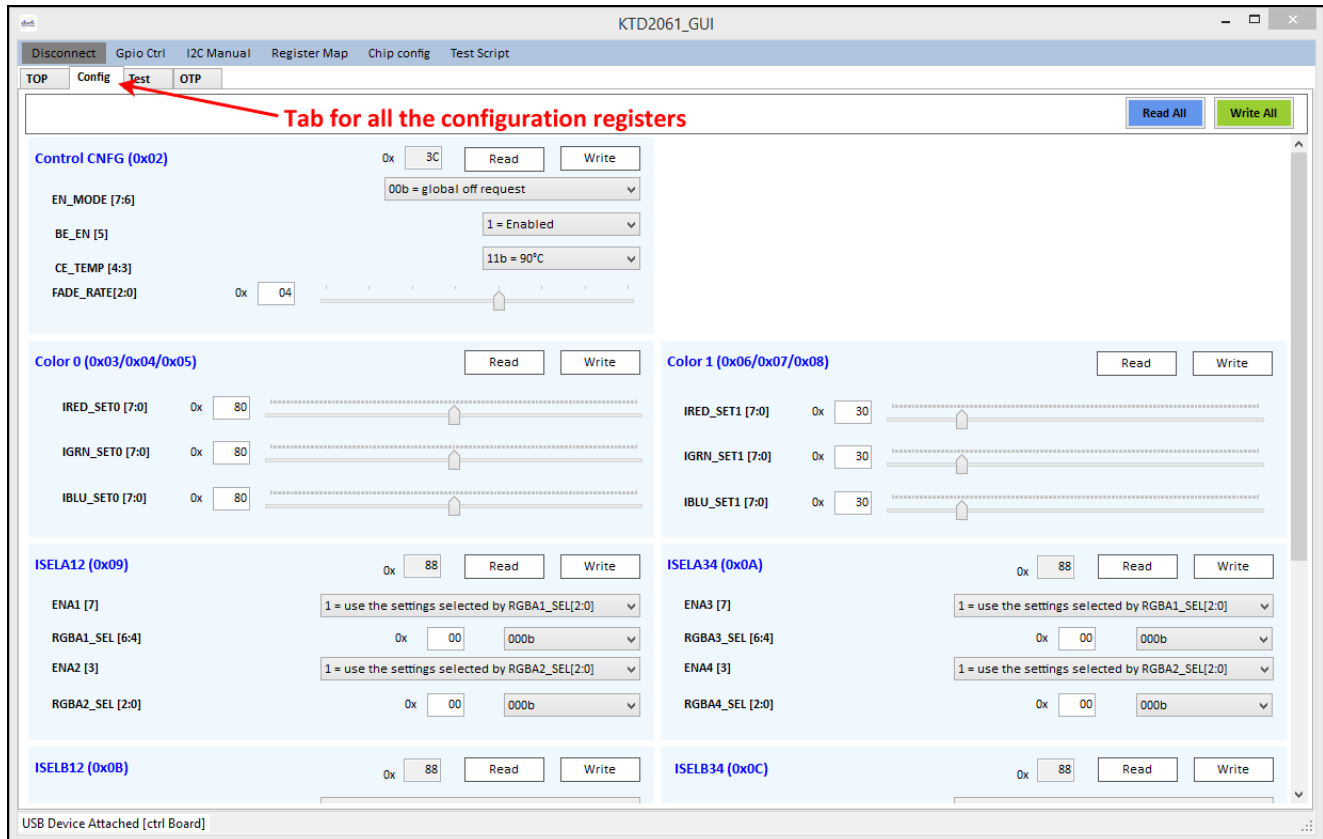 KTD2061_GUI
Disconnect Gpio Ctrl I2C Manual Register Map Chip config Test Script
TOP Config Test OTP
Tab for all the configuration registers
Read All Write All
Control CNFG (0x02) 0x 3C Read Write
EN_MODE [7:6] 00b = global off request
BE_EN [5] 1 = Enabled
CE_TEMP [4:3] 11b = 90°C
FADE_RATE[2:0] 0x 04
Color 0 (0x03/0x04/0x05) Read Write
IRED_SET0 [7:0] 0x 80
IGRN_SET0 [7:0] 0x 80
IBLU_SET0 [7:0] 0x 80
Color 1 (0x06/0x07/0x08) Read Write
IRED_SET1 [7:0] 0x 30
IGRN_SET1 [7:0] 0x 30
IBLU_SET1 [7:0] 0x 30
ISELA12 (0x09) 0x 88 Read Write
ENA1 [7] 1 = use the settings selected by RGBA1_SEL[2:0]
RGBA1_SEL [6:4] 0x 00 000b
ENA2 [3] 1 = use the settings selected by RGBA2_SEL[2:0]
RGBA2_SEL [2:0] 0x 00 000b
ISELA34 (0x0A) 0x 88 Read Write
ENA3 [7] 1 = use the settings selected by RGBA1_SEL[2:0]
RGBA3_SEL [6:4] 0x 00 000b
ENA4 [3] 1 = use the settings selected by RGBA2_SEL[2:0]
RGBA4_SEL [2:0] 0x 00 000b
ISELB12 (0x0B) 0x 88 Read Write
ISELB34 (0x0C) 0x 88 Read Write
USB Device Attached [ctrl Board]